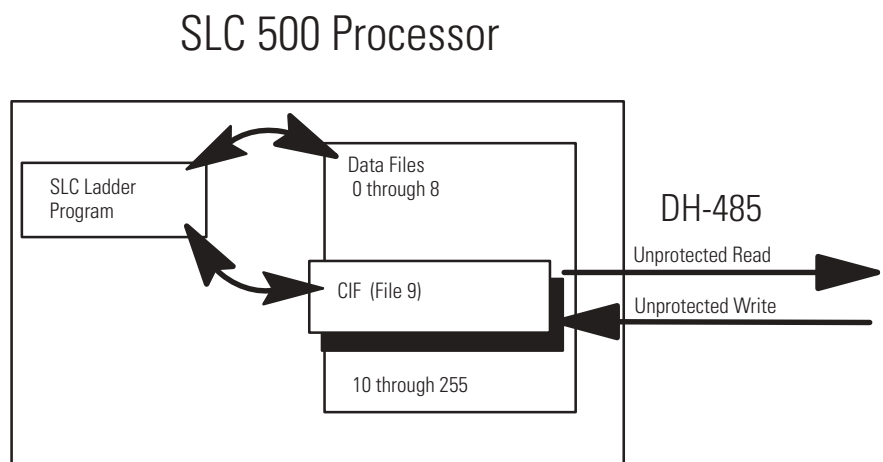 SLC 500 Processor
SLC Ladder
Program
Data Files
0 through 8
DH-485
Unprotected Read
CIF (File 9)
Unprotected Write
10 through 255